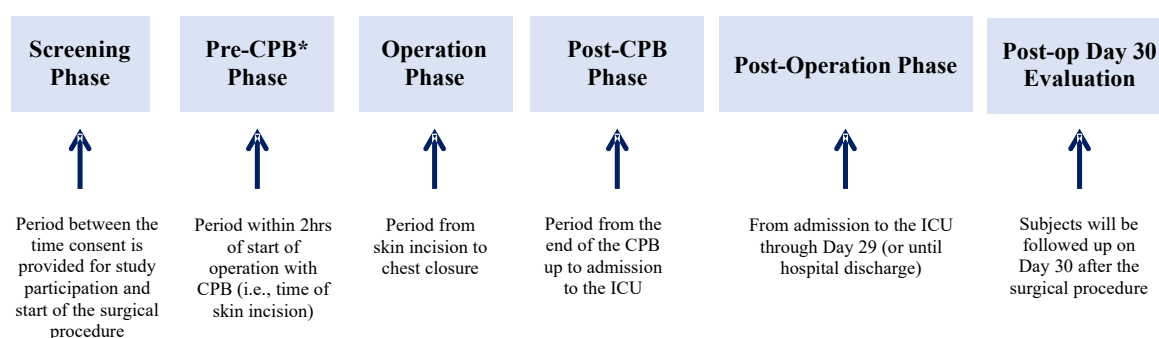 Screening
Phase
Pre-CPB*
Phase
Operation
Phase
Post-CPB
Phase
Post-Operation Phase
Post-op Day 30
Evaluation
Period between the
time consent is
provided for study
participation and
start of the surgical
procedure
Period within 2hrs
of start of
operation with
CPB (i.e., time of
skin incision)
Period from
skin incision to
chest closure
Period from the
end of the CPB
up to admission
to the ICU
From admission to the ICU
through Day 29 (or until
hospital discharge)
Subjects will be
followed up on
Day 30 after the
surgical procedure